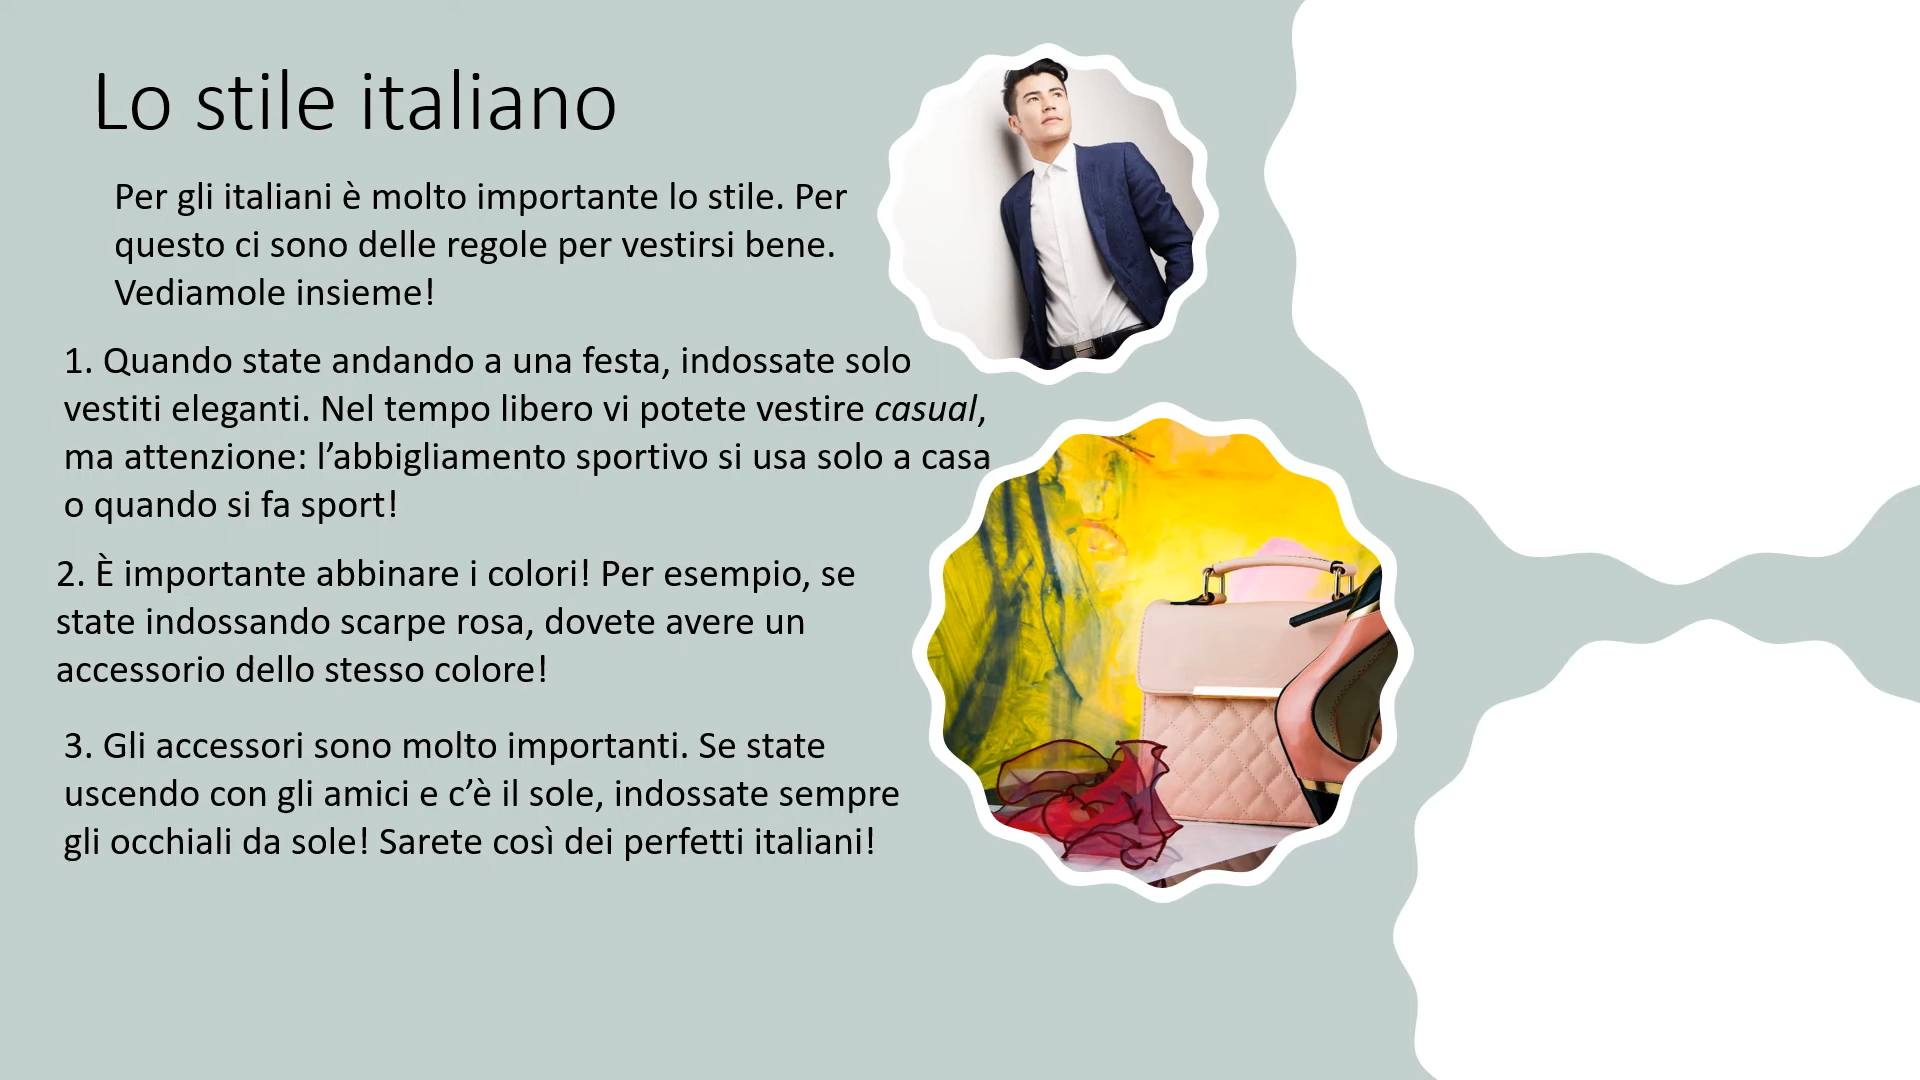 Lo stile italiano
Per gli italiani è molto importante lo stile. Per
questo ci sono delle regole per vestirsi bene.
Vediamole insieme!
1. Quando state andando a una festa, indossate solo
vestiti eleganti. Nel tempo libero vi potete vestire casual,
ma attenzione: l’abbigliamento sportivo si usa solo a casa
o quando si fa sport!
2. È importante abbinare i colori! Per esempio, se
state indossando scarpe rosa, dovete avere un
accessorio dello stesso colore!
3. Gli accessori sono molto importanti. Se state
uscendo con gli amici e c’è il sole, indossate sempre
gli occhiali da sole! Sarete così dei perfetti italiani!